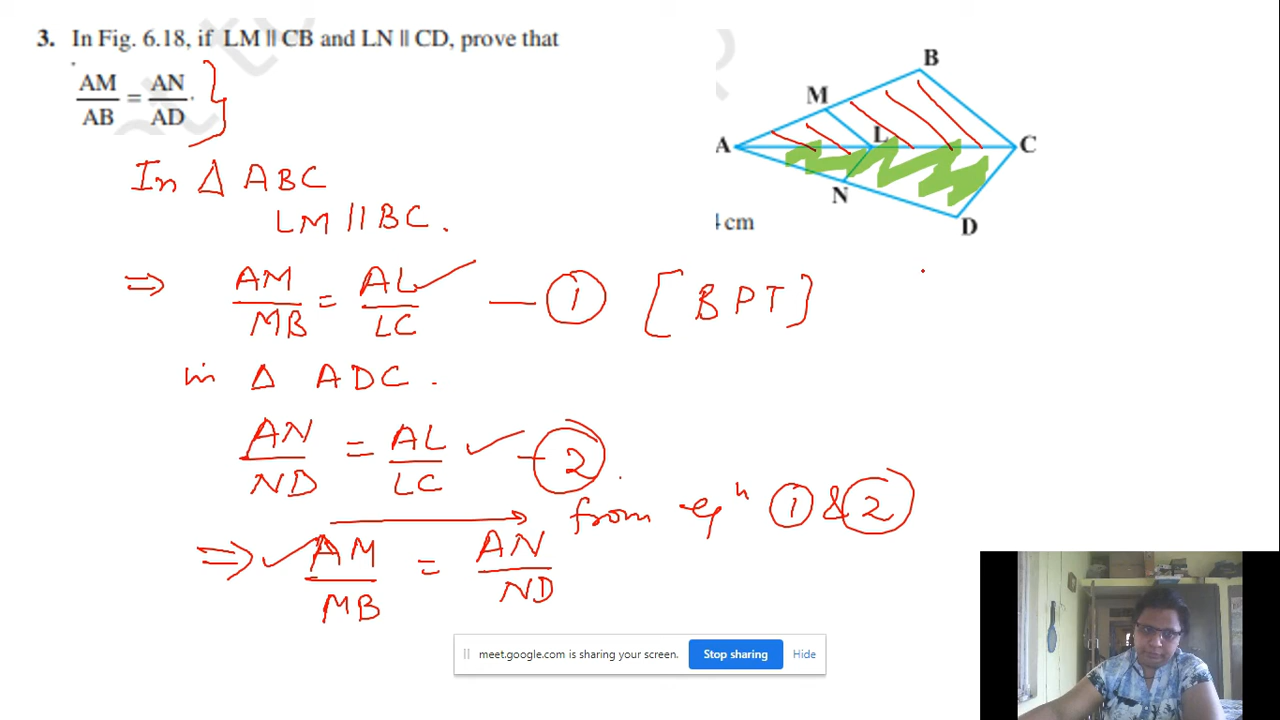 3. In Fig. 6.18, if LM || CB and LN || CD, prove that
AM/AB = AN/AD.
B
M
A
L
C
N
D
4 cm
In Δ ABC
LM || BC.
⇒ AM/MB = AL/LC ✓ — ① [BPT]
in Δ ADC.
AN/ND = AL/LC ✓ — ②
from eqn ① & ②
⇒ ✓ AM/MB = AN/ND
meet.google.com is sharing your screen. Stop sharing Hide